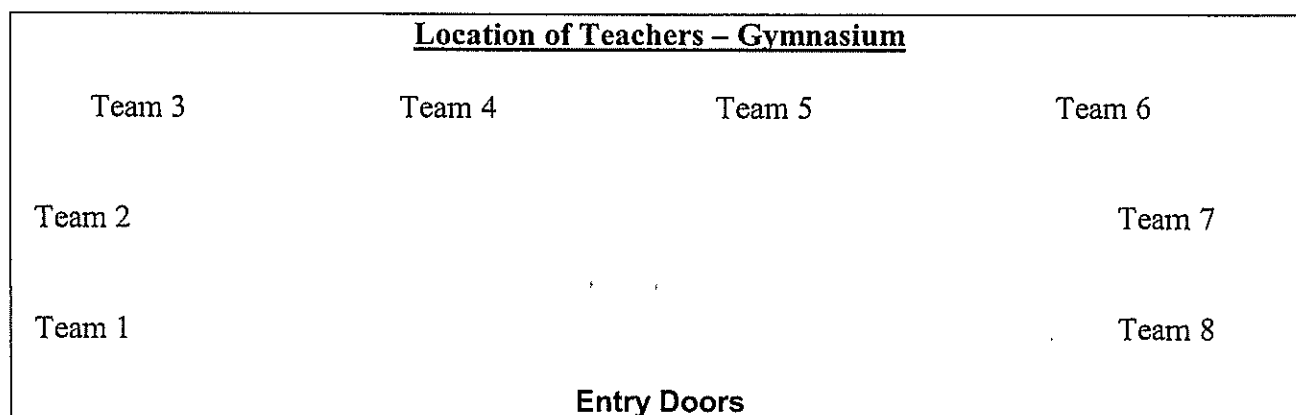 Location of Teachers – Gymnasium
Team 3 Team 4 Team 5 Team 6
Team 2 Team 7
Team 1 Team 8
Entry Doors